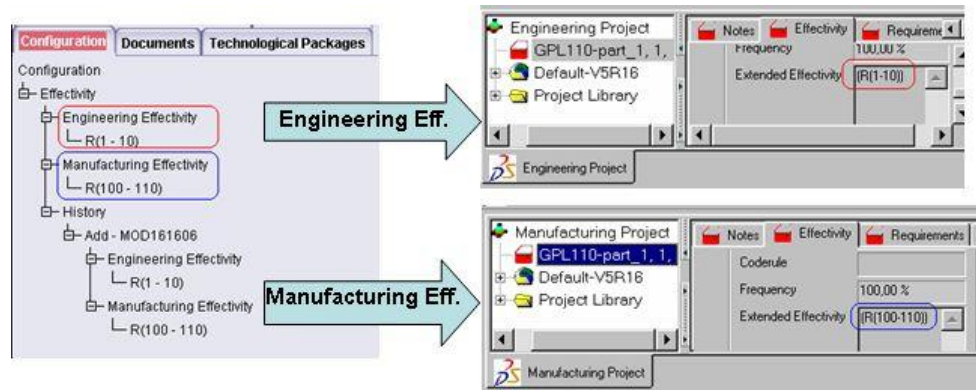 Configuration Documents Technological Packages
Configuration
Effectivity
Engineering Effectivity
R(1 - 10)
Manufacturing Effectivity
R(100 - 110)
History
Add - MOD161606
Engineering Effectivity
R(1 - 10)
Manufacturing Effectivity
R(100 - 110)
Engineering Eff.
Manufacturing Eff.
Engineering Project
GPL110-part_1, 1,
Default-V5R16
Project Library
Engineering Project
Notes Effectivity Requireme
Frequency 100,00 %
Extended Effectivity (R(1-10))
Manufacturing Project
GPL110-part_1, 1,
Default-V5R16
Project Library
Manufacturing Project
Notes Effectivity Requirements
Coderule
Frequency 100,00 %
Extended Effectivity (R(100-110))